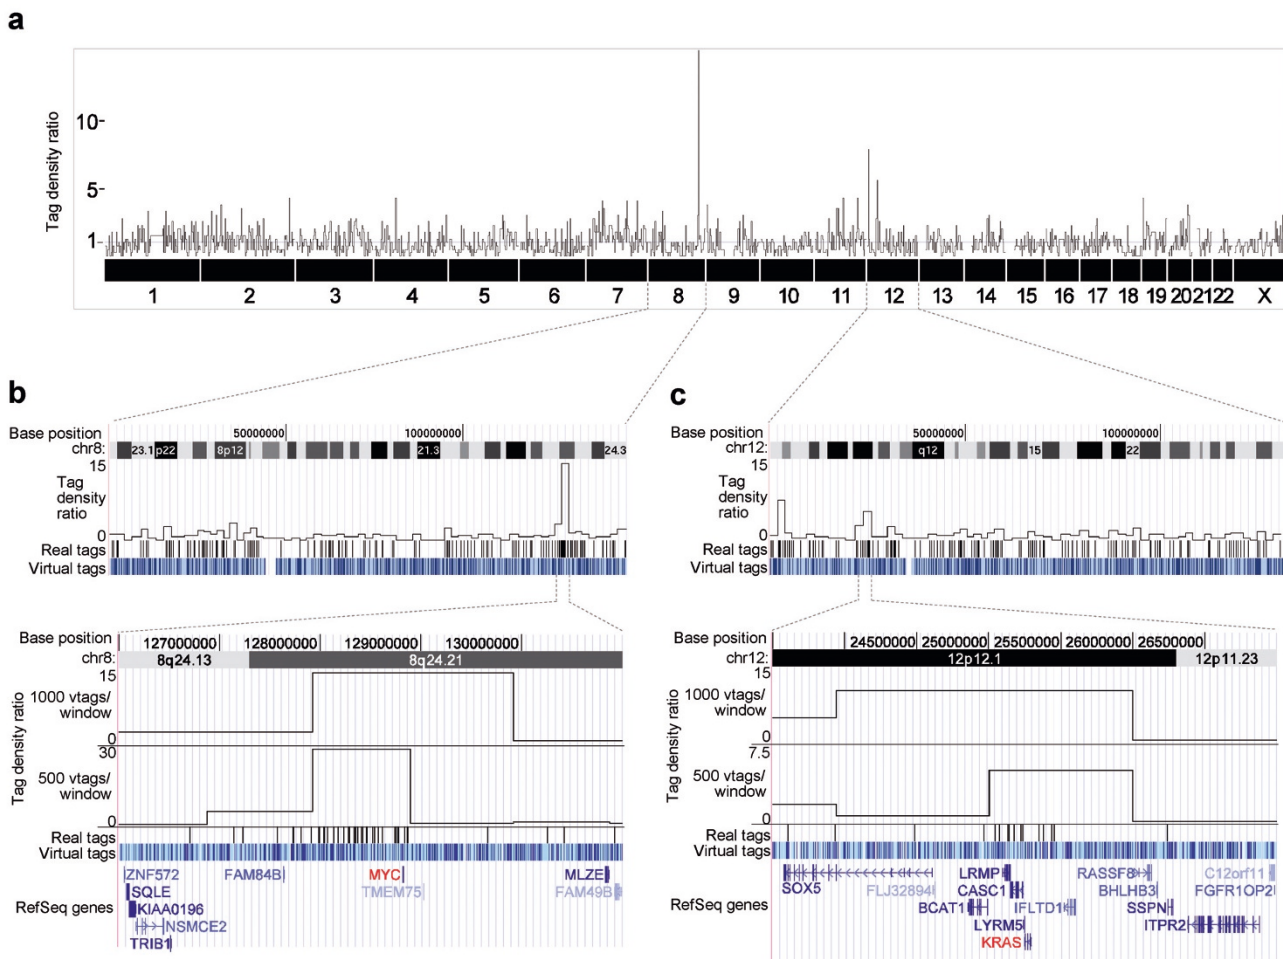 a
Tag density ratio
10-
5-
1-
1 2 3 4 5 6 7 8 9 10 11 12 13 14 15 16 17 18 19 20 21 22 X
b
Base position 50000000 100000000
chr8: 23.1 p22 8p12 21.3 24.3
15
Tag
density
ratio
0
Real tags
Virtual tags
Base position 127000000 128000000 129000000 130000000
chr8: 8q24.13 8q24.21
Tag density ratio
15
1000 vtags/
window
0
30
500 vtags/
window
0
Real tags
Virtual tags
ZNF572 FAM84B MYC MLZE
SQLE TMEM75 FAM49B
RefSeq genes KIAA0196
NSMCE2
TRIB1
c
Base position 50000000 100000000
chr12: q12 15 22
15
Tag
density
ratio
0
Real tags
Virtual tags
Base position 24500000 25000000 25500000 26000000 26500000
chr12: 12p12.1 12p11.23
Tag density ratio
15
1000 vtags/
window
0
7.5
500 vtags/
window
0
Real tags
Virtual tags
LRMP RASSF8 C12orf11
SOX5 FLJ32894 CASC1 BHLHB3 FGFR1OP2
RefSeq genes BCAT1 IFLTD1 SSPN
LYRM5 ITPR2
KRAS